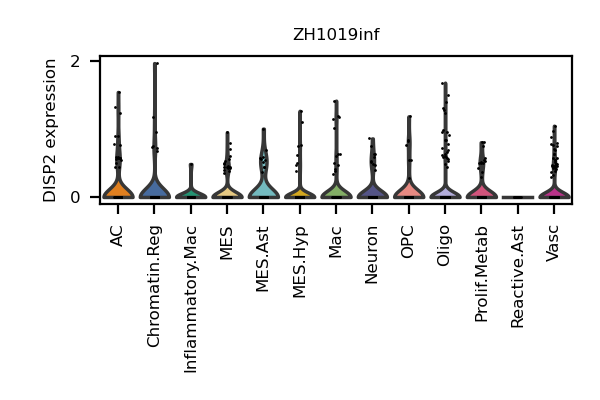 ZH1019inf
DISP2 expression
2
0
AC
Chromatin.Reg
Inflammatory.Mac
MES
MES.Ast
MES.Hyp
Mac
Neuron
OPC
Oligo
Prolif.Metab
Reactive.Ast
Vasc